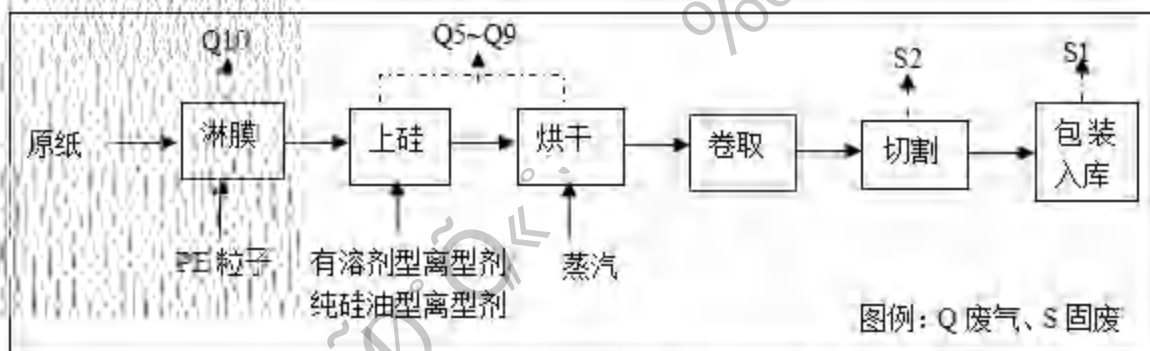 Q10
Q5~Q9
S2
S1
原纸
淋膜
上硅
烘干
卷取
切割
包装
入库
PE粒子
有溶剂型离型剂
纯硅油型离型剂
蒸汽
图例：Q 废气、S 固废